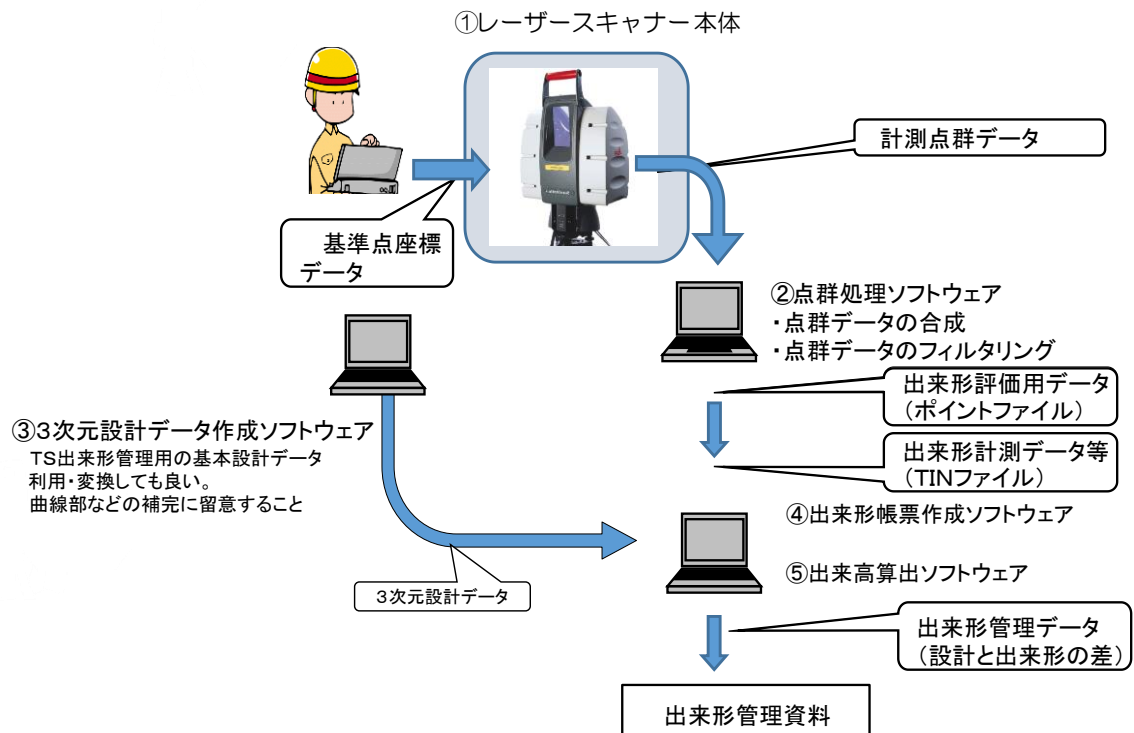 ①レーザースキャナー本体
計測点群データ
基準点座標
データ
②点群処理ソフトウェア
・点群データの合成
・点群データのフィルタリング
出来形評価用データ
（ポイントファイル）
③３次元設計データ作成ソフトウェア
TS出来形管理用の基本設計データ
利用・変換しても良い。
曲線部などの補完に留意すること
出来形計測データ等
（TINファイル）
④出来形帳票作成ソフトウェア
⑤出来高算出ソフトウェア
３次元設計データ
出来形管理データ
（設計と出来形の差）
出来形管理資料